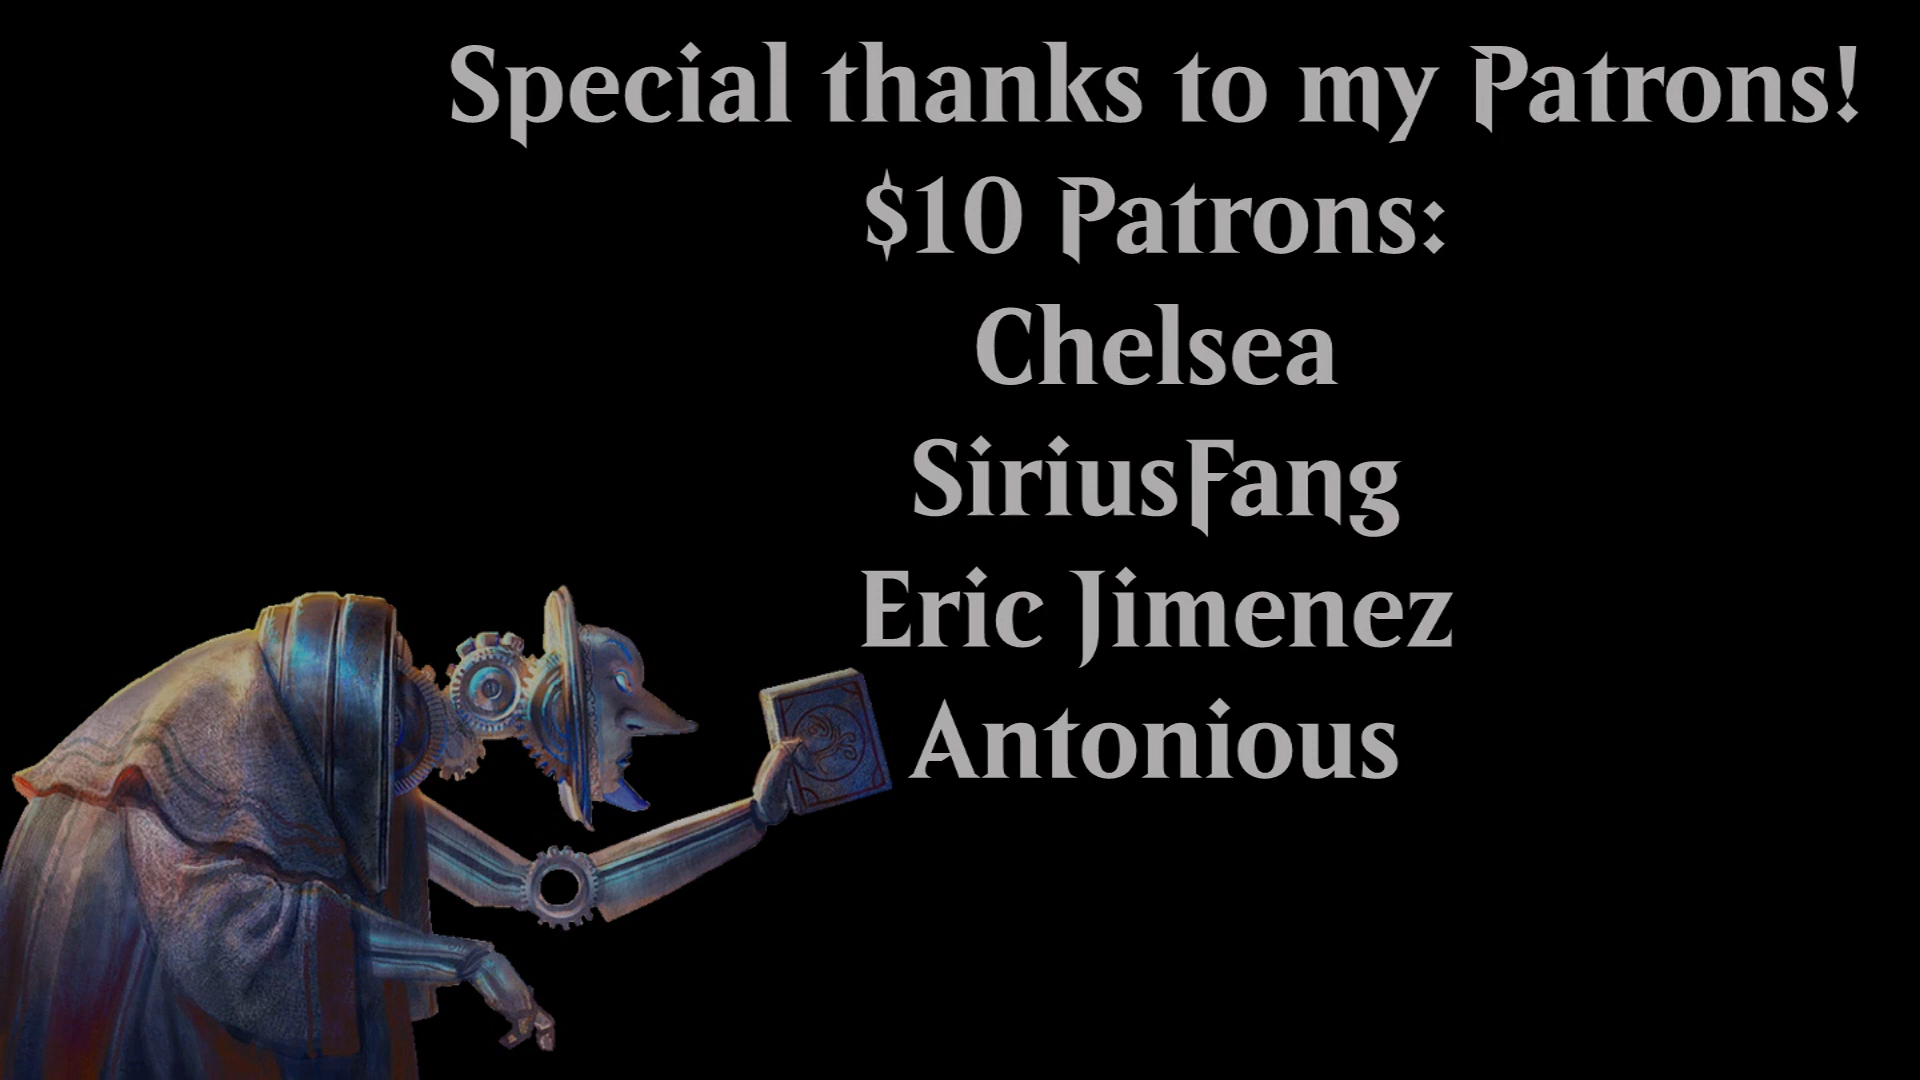 Special thanks to my Patrons!
$10 Patrons:
Chelsea
SiriusFang
Eric Jimenez
Antonious